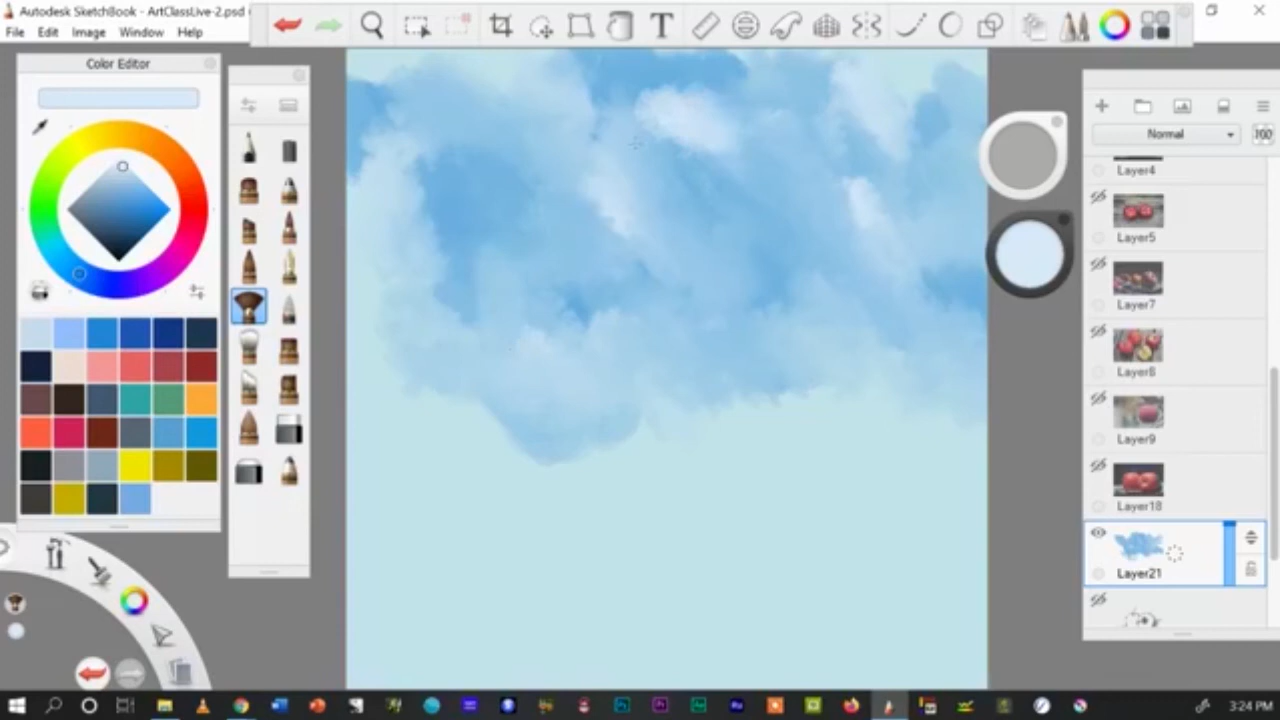 Autodesk SketchBook - ArtClassLive-2.psd
File Edit Image Window Help
Color Editor
T
Normal
100
Layer4
Layer5
Layer7
Layer8
Layer9
Layer18
Layer21
3:24 PM